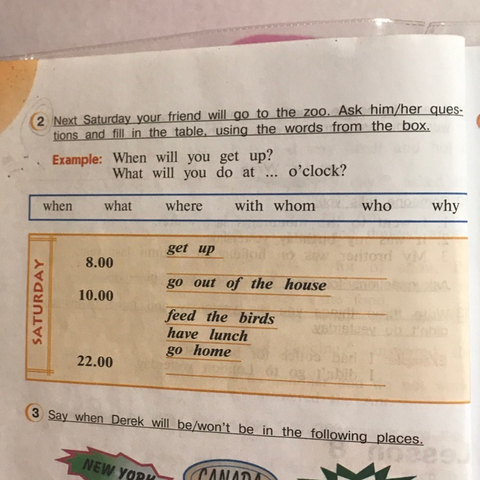 2 Next Saturday your friend will go to the zoo. Ask him/her ques-
tions and fill in the table, using the words from the box.
Example: When will you get up?
What will you do at ... o'clock?
when what where with whom who why
SATURDAY
get up
8.00
go out of the house
10.00
feed the birds
have lunch
go home
22.00
3 Say when Derek will be/won't be in the following places.
NEW YORK
CANADA